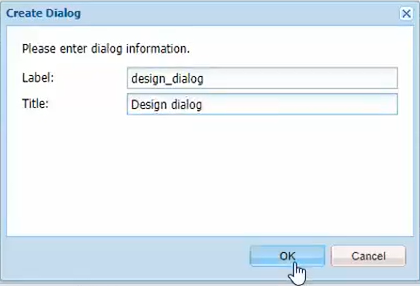 Create Dialog
Please enter dialog information.
Label: design_dialog
Title: Design dialog
OK Cancel